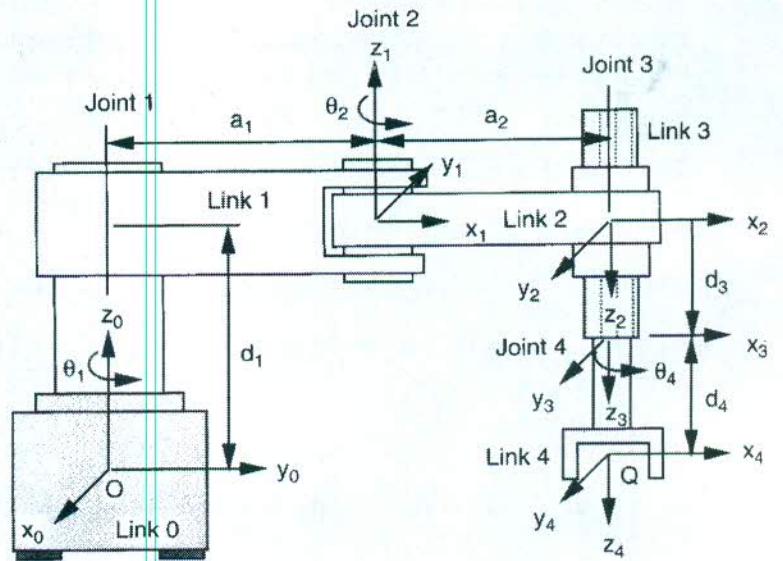 Joint 2
z₁
Joint 3
Joint 1
θ₂
a₁
a₂
Link 3
y₁
Link 1
Link 2
x₁
x₂
y₂
z₂
d₃
z₀
d₁
θ₁
Joint 4
x₃
y₃
θ₄
z₃
d₄
O
y₀
Link 4
Q
x₄
x₀
Link 0
y₄
z₄